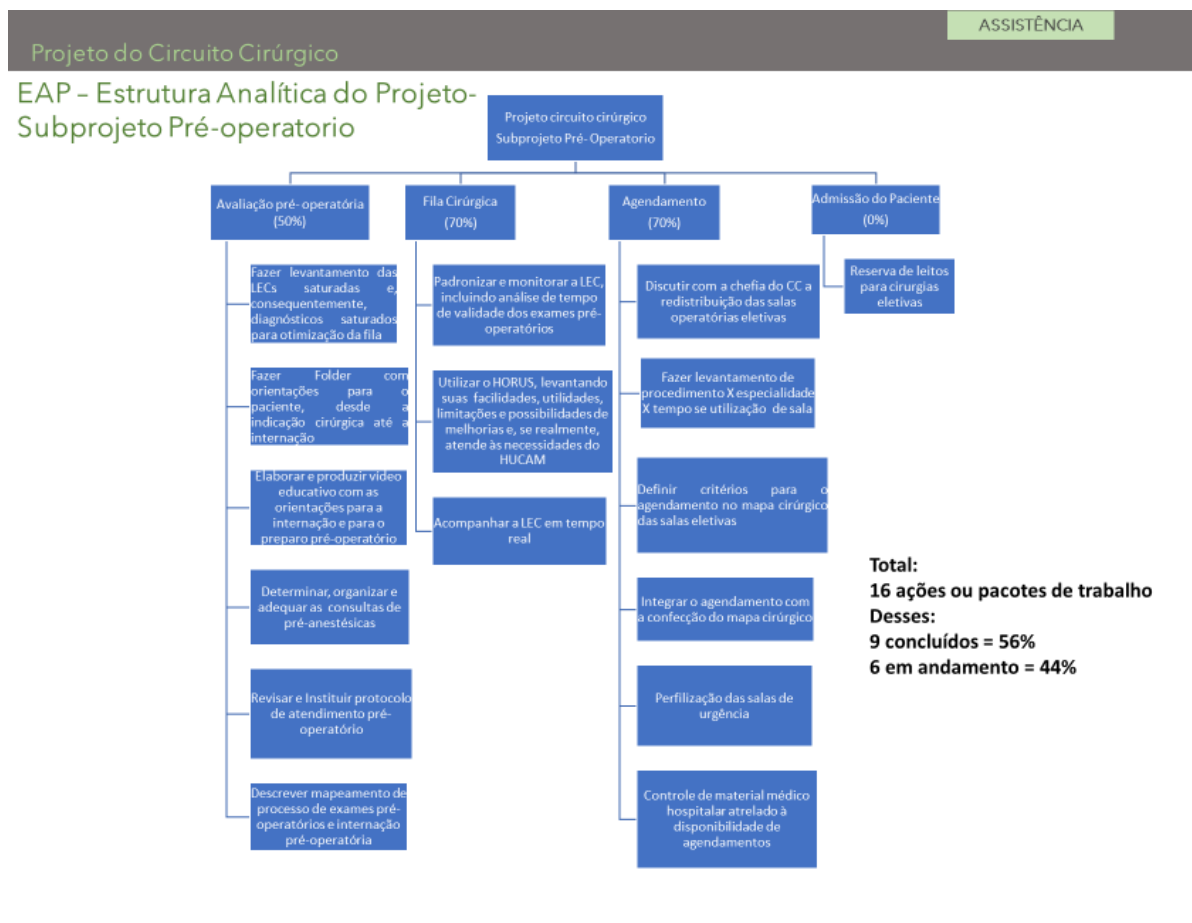 ASSISTÊNCIA
Projeto do Circuito Cirúrgico
EAP – Estrutura Analítica do Projeto-
Subprojeto Pré-operatorio
Projeto circuito cirúrgico
Subprojeto Pré- Operatorio
Avaliação pré- operatória
(50%)
Fazer levantamento das
LECs saturadas e,
consequentemente,
diagnósticos saturados
para otimização da fila
Fazer Folder com
orientações para o
paciente, desde a
indicação cirúrgica até a
internação
Elaborar e produzir vídeo
educativo com as
orientações para a
internação e para o
preparo pré-operatório
Determinar, organizar e
adequar as consultas de
pré-anestésicas
Revisar e Instituir protocolo
de atendimento pré-
operatório
Descrever mapeamento de
processo de exames pré-
operatórios e internação
pré-operatória
Fila Cirúrgica
(70%)
Padronizar e monitorar a LEC,
incluindo análise de tempo
de validade dos exames pré-
operatórios
Utilizar o HORUS, levantando
suas facilidades, utilidades,
limitações e possibilidades de
melhorias e, se realmente,
atende às necessidades do
HUCAM
Acompanhar a LEC em tempo
real
Agendamento
(70%)
Discutir com a chefia do CC a
redistribuição das salas
operatórias eletivas
Fazer levantamento de
procedimento X especialidade
X tempo se utilização de sala
Definir critérios para o
agendamento no mapa cirúrgico
das salas eletivas
Integrar o agendamento com
a confecção do mapa cirúrgico
Perfilização das salas de
urgência
Controle de material médico
hospitalar atrelado à
disponibilidade de
agendamentos
Admissão do Paciente
(0%)
Reserva de leitos
para cirurgias
eletivas
Total:
16 ações ou pacotes de trabalho
Desses:
9 concluídos = 56%
6 em andamento = 44%